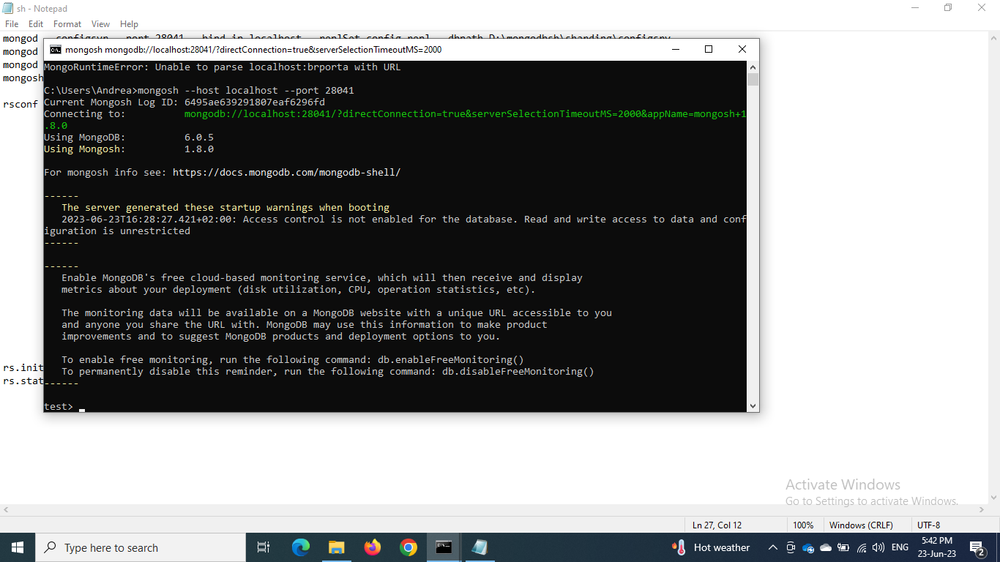 sh - Notepad
File Edit Format View Help
mongod --configsvr --port 28041 --bind_ip localhost --replSet config_repl --dbpath D:\mongodbsh\sharding\configsrv
mongod
mongod
mongosh
rsconf
rs.init
rs.stat
mongosh mongodb://localhost:28041/?directConnection=true&serverSelectionTimeoutMS=2000
MongoRuntimeError: Unable to parse localhost:brporta with URL
C:\Users\Andrea>mongosh --host localhost --port 28041
Current Mongosh Log ID: 6495ae639291807eaf6296fd
Connecting to: mongodb://localhost:28041/?directConnection=true&serverSelectionTimeoutMS=2000&appName=mongosh+1
.8.0
Using MongoDB: 6.0.5
Using Mongosh: 1.8.0
For mongosh info see: https://docs.mongodb.com/mongodb-shell/
------
The server generated these startup warnings when booting
2023-06-23T16:28:27.421+02:00: Access control is not enabled for the database. Read and write access to data and conf
iguration is unrestricted
------
------
Enable MongoDB's free cloud-based monitoring service, which will then receive and display
metrics about your deployment (disk utilization, CPU, operation statistics, etc).
The monitoring data will be available on a MongoDB website with a unique URL accessible to you
and anyone you share the URL with. MongoDB may use this information to make product
improvements and to suggest MongoDB products and deployment options to you.
To enable free monitoring, run the following command: db.enableFreeMonitoring()
To permanently disable this reminder, run the following command: db.disableFreeMonitoring()
------
test>
Activate Windows
Go to Settings to activate Windows.
Ln 27, Col 12 100% Windows (CRLF) UTF-8
Type here to search
Hot weather
ENG
5:42 PM
23-Jun-23
2